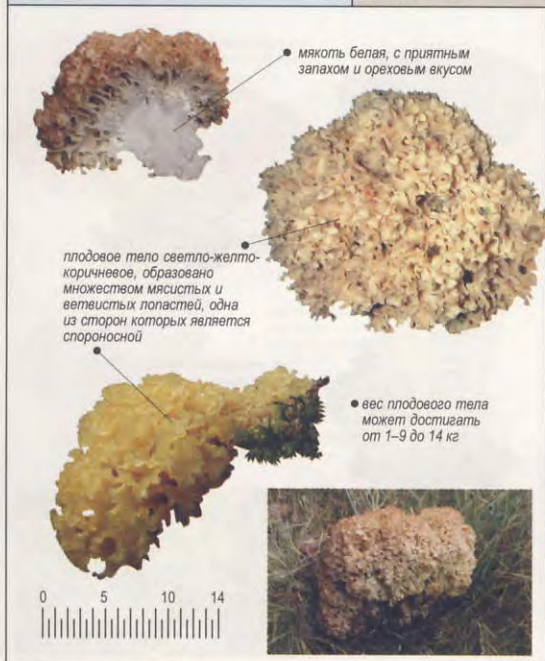 мякоть белая, с приятным
запахом и ореховым вкусом
плодовое тело светло-желто-
коричневое, образовано
множеством мясистых и
ветвистых лопастей, одна
из сторон которых является
спороносной
вес плодового тела
может достигать
от 1–9 до 14 кг
0 5 10 14